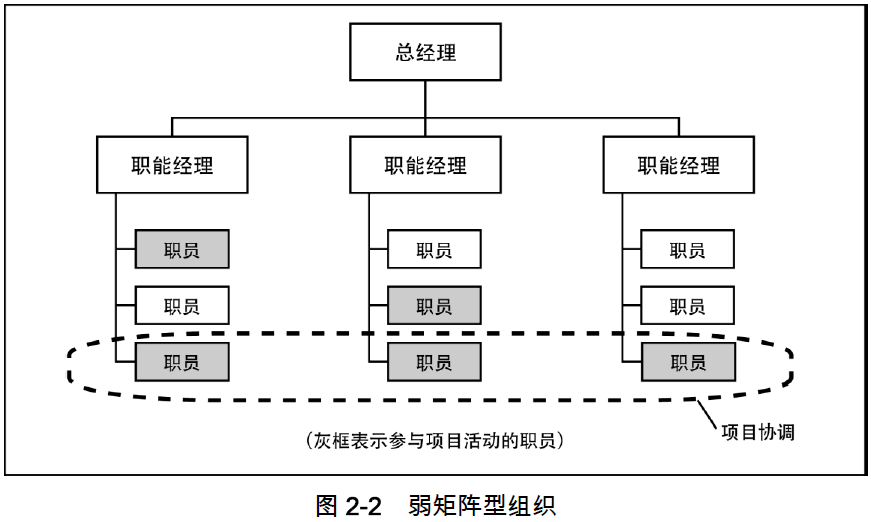 总经理
职能经理 职能经理 职能经理
职员 职员 职员
职员 职员 职员
职员 职员 职员
项目协调
（灰框表示参与项目活动的职员）
图 2-2 弱矩阵型组织